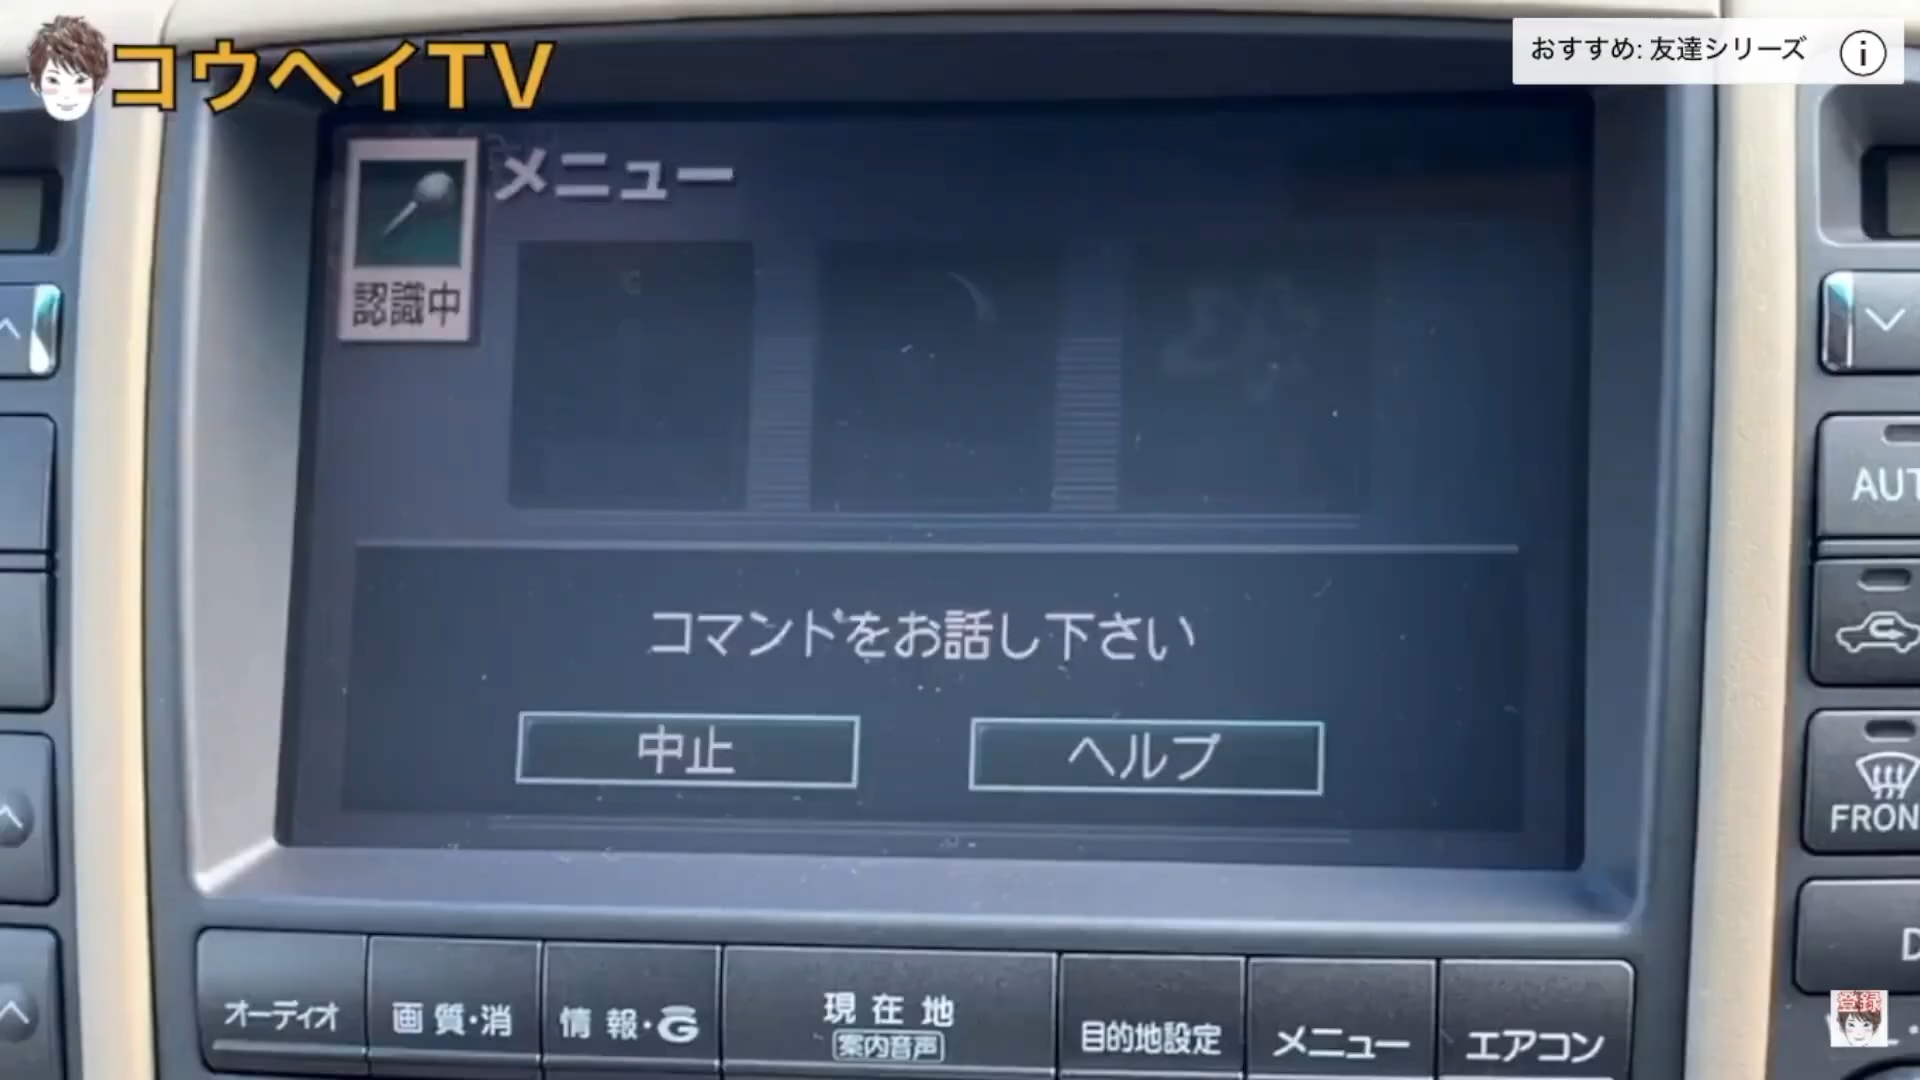 コウヘイTV
おすすめ: 友達シリーズ
メニュー
認識中
コマンドをお話し下さい
中止
ヘルプ
AUT
FRON
オーディオ
画質・消
情報・G
現在地
案内音声
目的地設定
メニュー
エアコン
登録